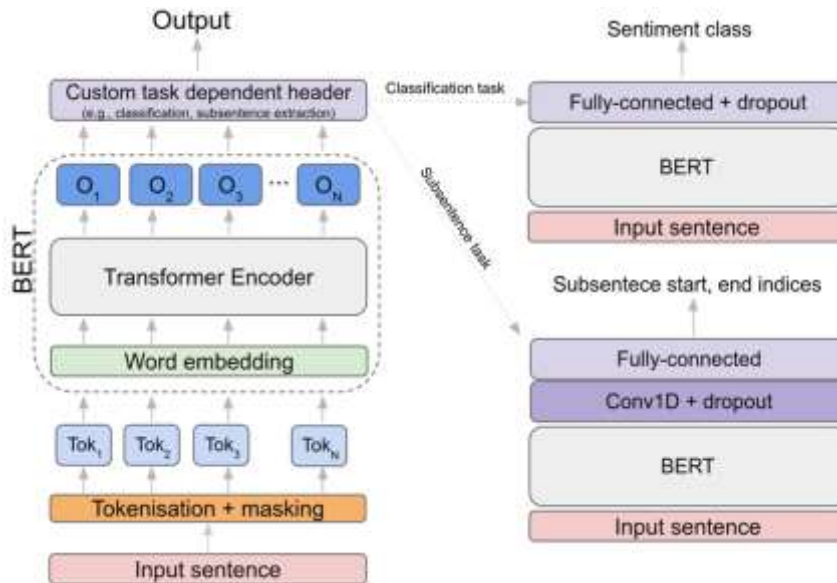 Output
Custom task dependent header
(e.g., classification, subsentence extraction)
O1 O2 O3 ... ON
BERT
Transformer Encoder
Word embedding
Tok1 Tok2 Tok3 TokN
Tokenisation + masking
Input sentence
Classification task
Subsentence task
Sentiment class
Fully-connected + dropout
BERT
Input sentence
Subsentece start, end indices
Fully-connected
Conv1D + dropout
BERT
Input sentence